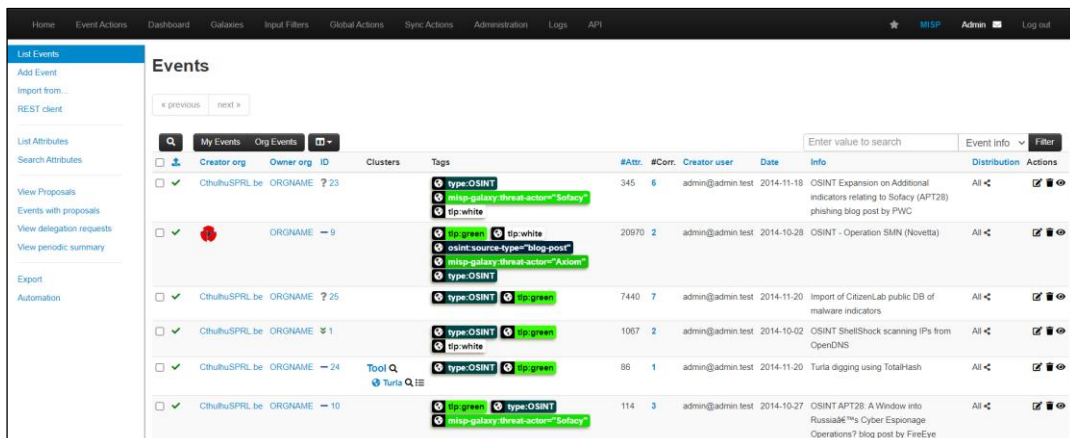 Home Event Actions Dashboard Galaxies Input Filters Global Actions Sync Actions Administration Logs API MISP Admin Log out
List Events
Add Event
Import from...
REST client
List Attributes
Search Attributes
View Proposals
Events with proposals
View delegation requests
View periodic summary
Export
Automation
Events
« previous next »
My Events Org Events Enter value to search Event info Filter
Creator org Owner org ID Clusters Tags #Attr. #Corr. Creator user Date Info Distribution Actions
CthulhuSPRL.be ORGNAME ? 23 type:OSINT 345 6 admin@admin.test 2014-11-18 OSINT Expansion on Additional All
misp-galaxy:threat-actor="Sofacy" indicators relating to Sofacy (APT28)
tlp:white phishing blog post by PWC
ORGNAME — 9 tlp:green tlp:white 20970 2 admin@admin.test 2014-10-28 OSINT - Operation SMN (Novetta) All
osint:source-type="blog-post"
misp-galaxy:threat-actor="Axiom"
type:OSINT
CthulhuSPRL.be ORGNAME ? 25 type:OSINT tlp:green 7440 7 admin@admin.test 2014-11-20 Import of CitizenLab public DB of All
malware indicators
CthulhuSPRL.be ORGNAME 1 type:OSINT tlp:green 1067 2 admin@admin.test 2014-10-02 OSINT ShellShock scanning IPs from All
tlp:white OpenDNS
CthulhuSPRL.be ORGNAME — 24 Tool type:OSINT tlp:green 86 1 admin@admin.test 2014-11-20 Turla digging using TotalHash All
Turla
CthulhuSPRL.be ORGNAME — 10 tlp:green type:OSINT 114 3 admin@admin.test 2014-10-27 OSINT APT28: A Window into All
misp-galaxy:threat-actor="Sofacy" Russiaâ€™s Cyber Espionage
Operations? blog post by FireEye